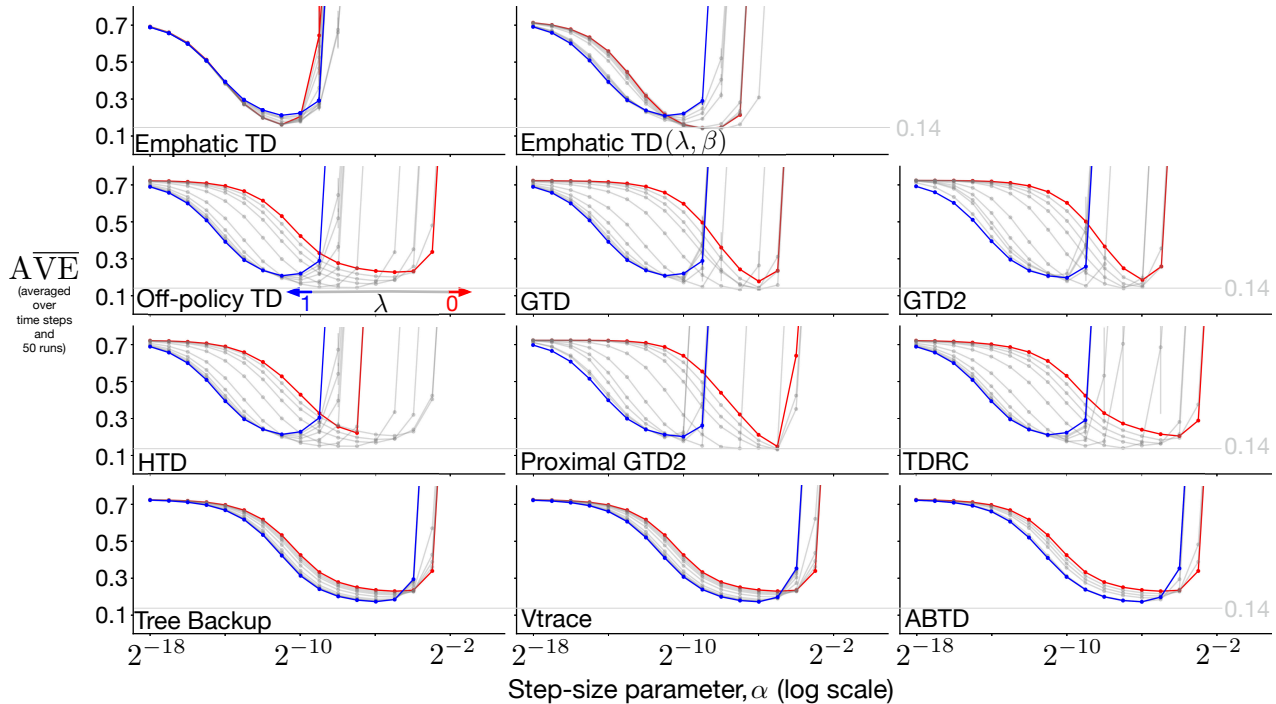 0.7
0.5
0.3
0.1
Emphatic TD
Emphatic TD(λ, β)
0.14
0.7
0.5
0.3
0.1
Off-policy TD
1 λ 0
GTD
GTD2
0.14
AVE
(averaged
over
time steps
and
50 runs)
0.7
0.5
0.3
0.1
HTD
Proximal GTD2
TDRC
0.14
0.7
0.5
0.3
0.1
Tree Backup
Vtrace
ABTD
0.14
2^-18 2^-10 2^-2
2^-18 2^-10 2^-2
2^-18 2^-10 2^-2
Step-size parameter, α (log scale)